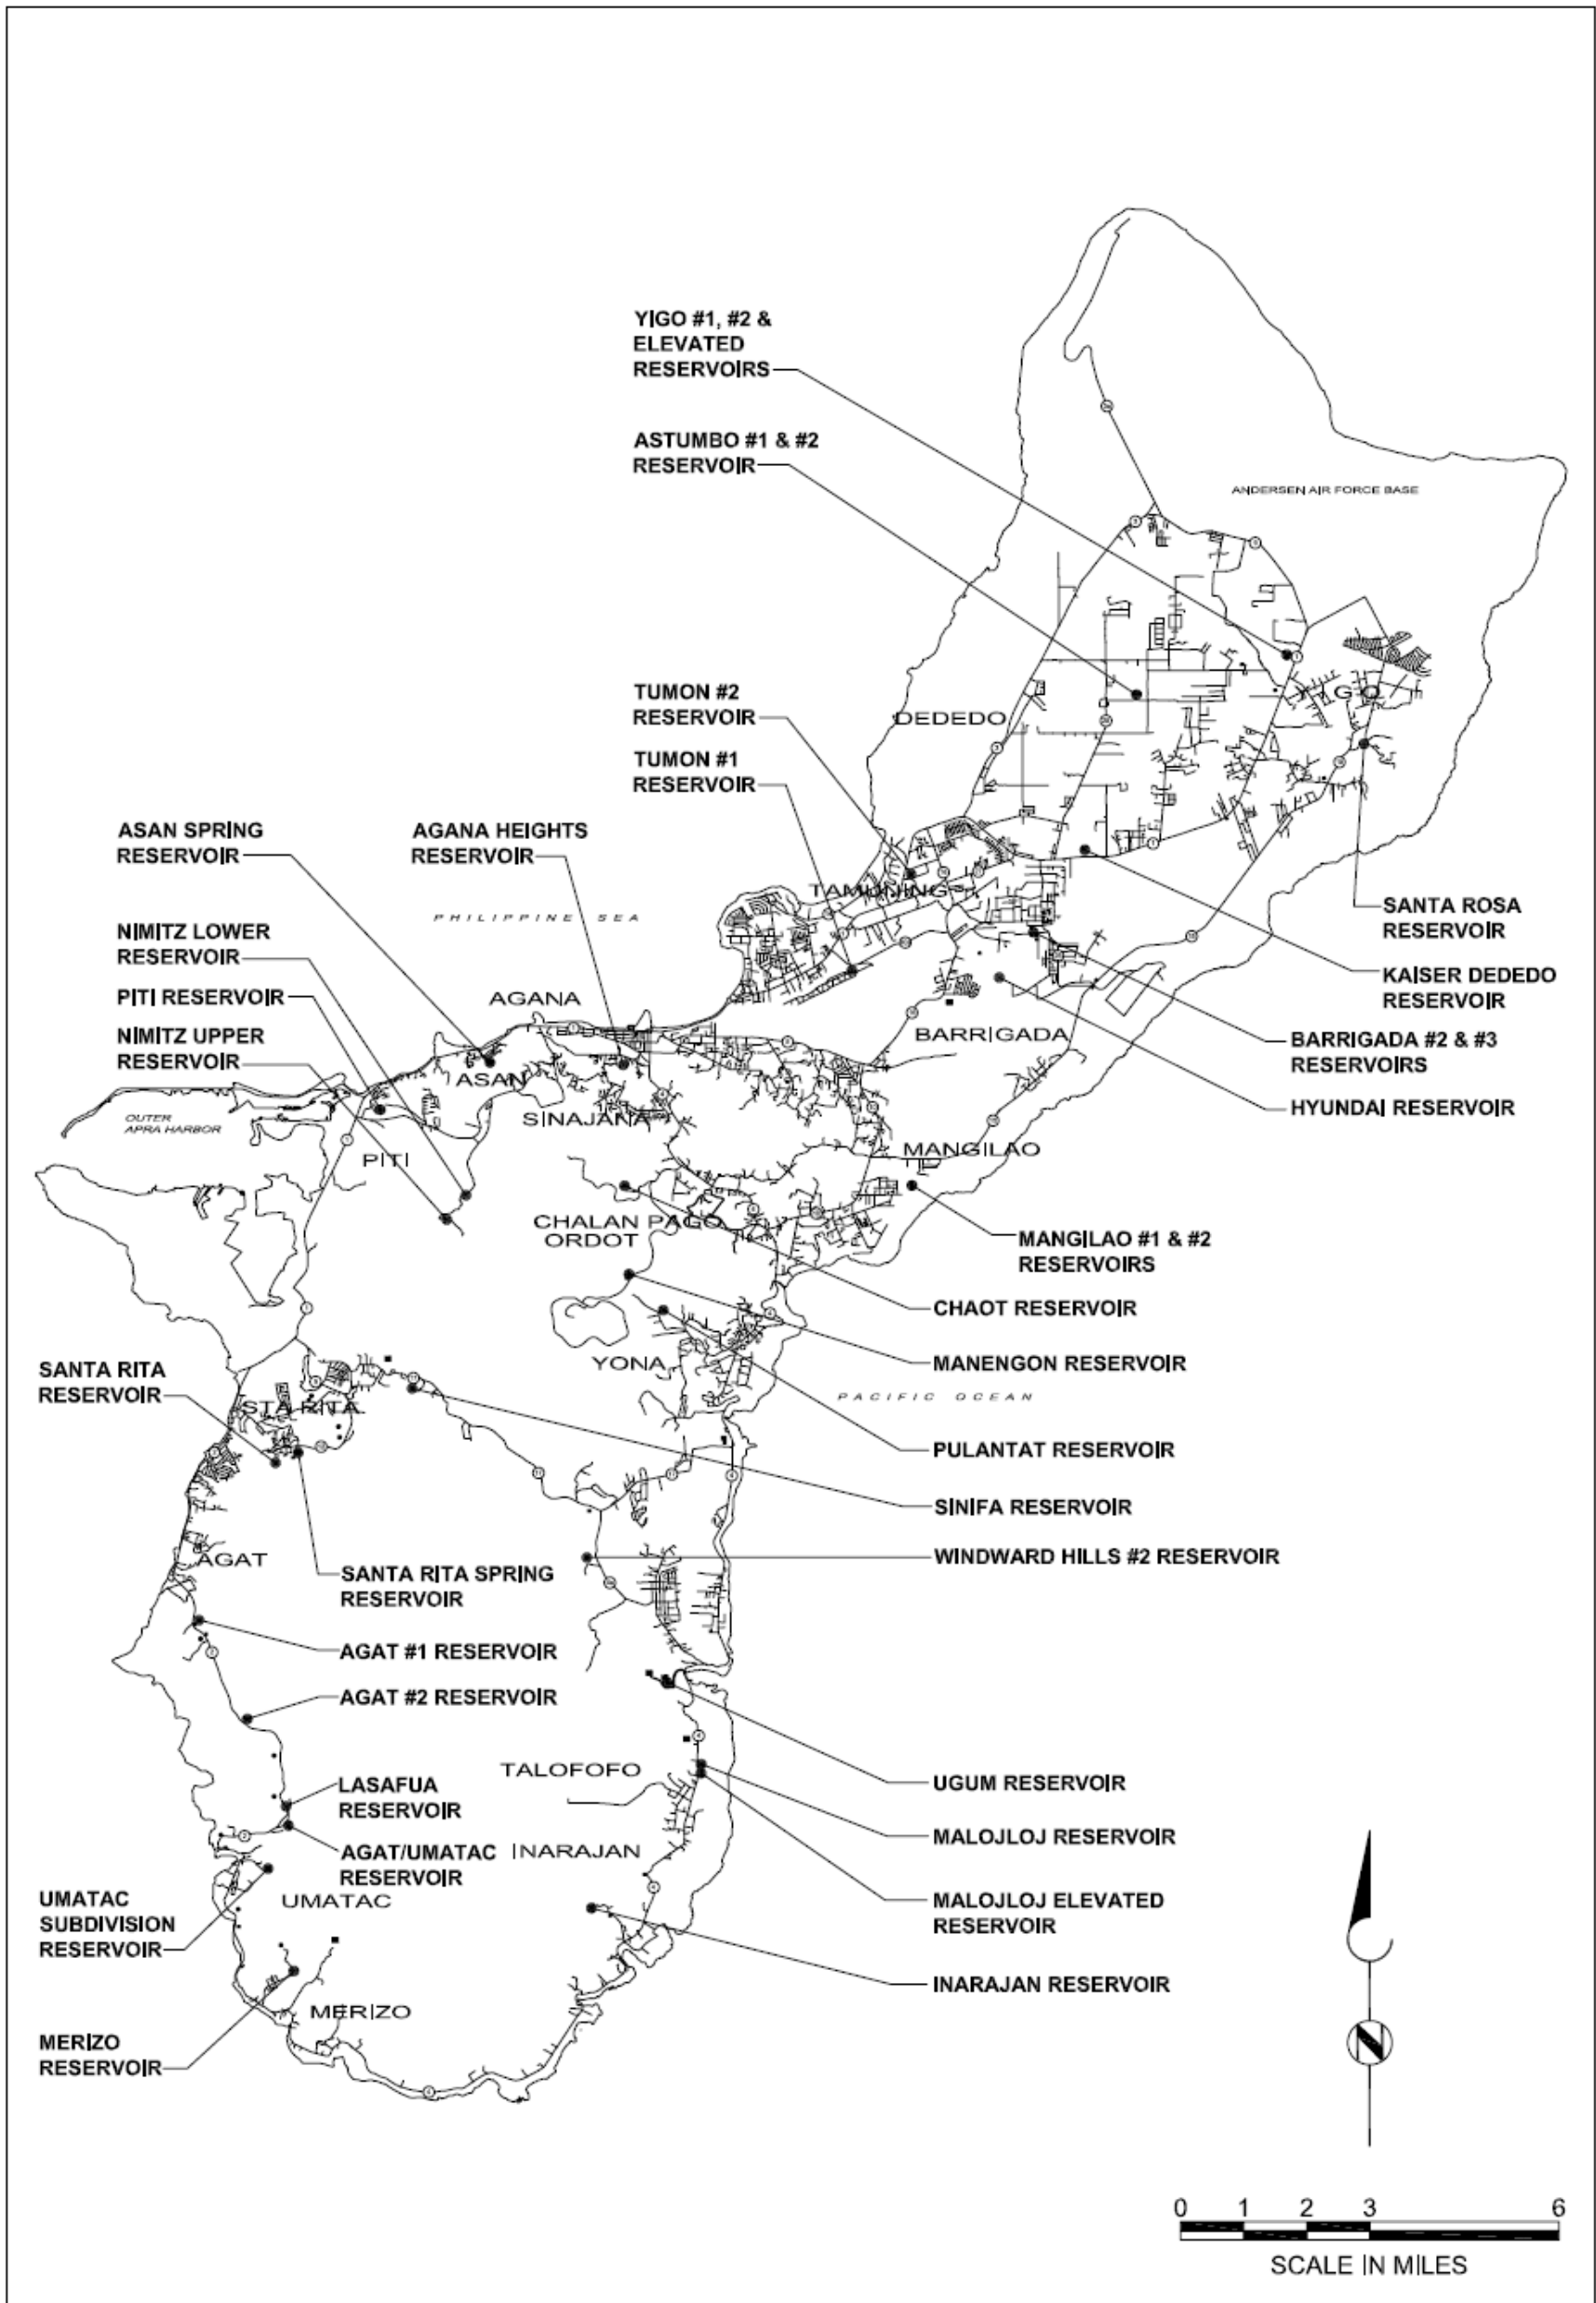 YIGO #1, #2 &
ELEVATED
RESERVOIRS
ASTUMBO #1 & #2
RESERVOIR
ANDERSEN AIR FORCE BASE
TUMON #2
RESERVOIR
DEDEDO
YIGO
TUMON #1
RESERVOIR
ASAN SPRING
RESERVOIR
AGANA HEIGHTS
RESERVOIR
TAMUNING
PHILIPPINE SEA
SANTA ROSA
RESERVOIR
NIMITZ LOWER
RESERVOIR
KAISER DEDEDO
RESERVOIR
PITI RESERVOIR
AGANA
NIMITZ UPPER
RESERVOIR
BARRIGADA
BARRIGADA #2 & #3
RESERVOIRS
ASAN
HYUNDAI RESERVOIR
OUTER
APRA HARBOR
SINAJANA
MANGILAO
PITI
CHALAN PAGO
ORDOT
MANGILAO #1 & #2
RESERVOIRS
CHAOT RESERVOIR
MANENGON RESERVOIR
YONA
SANTA RITA
RESERVOIR
PACIFIC OCEAN
STA RITA
PULANTAT RESERVOIR
SINIFA RESERVOIR
WINDWARD HILLS #2 RESERVOIR
AGAT
SANTA RITA SPRING
RESERVOIR
AGAT #1 RESERVOIR
AGAT #2 RESERVOIR
TALOFOFO
UGUM RESERVOIR
LASAFUA
RESERVOIR
MALOJLOJ RESERVOIR
AGAT/UMATAC
RESERVOIR
INARAJAN
UMATAC
SUBDIVISION
RESERVOIR
UMATAC
MALOJLOJ ELEVATED
RESERVOIR
INARAJAN RESERVOIR
MERIZO
MERIZO
RESERVOIR
N
0 1 2 3 6
SCALE IN MILES